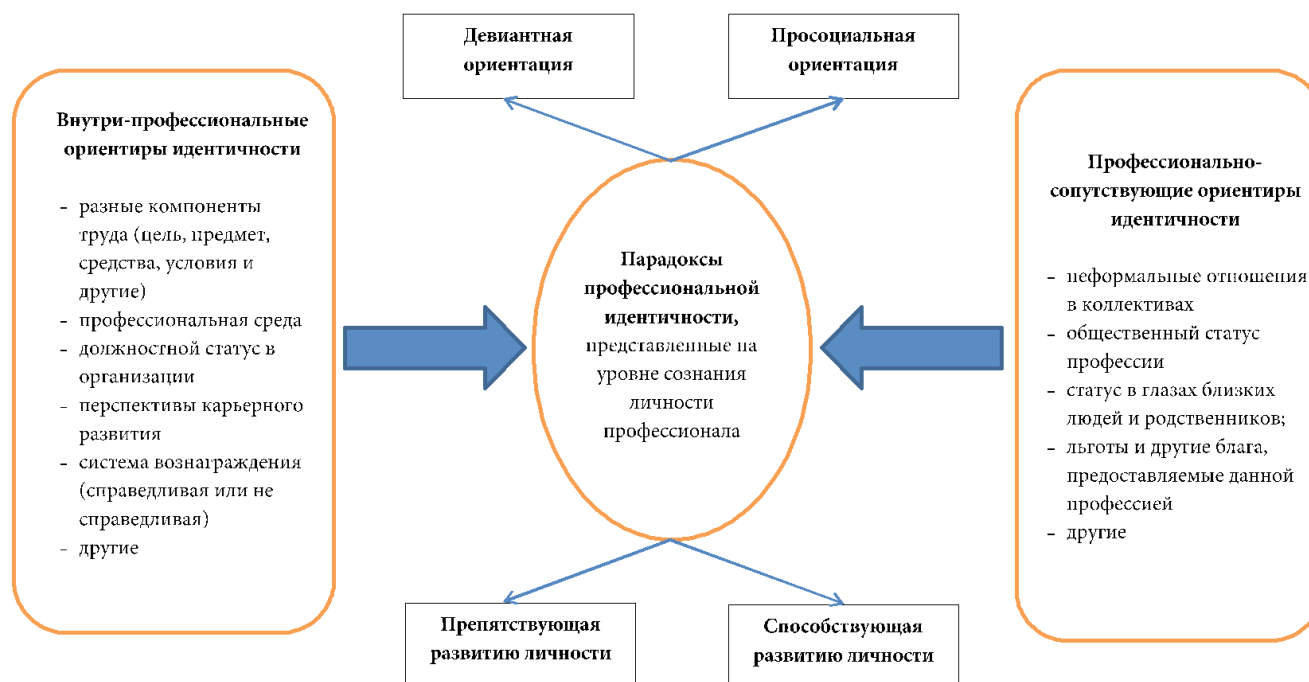 Девиантная
ориентация
Просоциальная
ориентация
Внутри-профессиональные
ориентиры идентичности
- разные компоненты
труда (цель, предмет,
средства, условия и
другие)
- профессиональная среда
- должностной статус в
организации
- перспективы карьерного
развития
- система вознаграждения
(справедливая или не
справедливая)
- другие
Парадоксы
профессиональной
идентичности,
представленные на
уровне сознания
личности
профессионала
Профессионально-
сопутствующие ориентиры
идентичности
- неформальные отношения
в коллективах
- общественный статус
профессии
- статус в глазах близких
людей и родственников;
- льготы и другие блага,
предоставляемые данной
профессией
- другие
Препятствующая
развитию личности
Способствующая
развитию личности